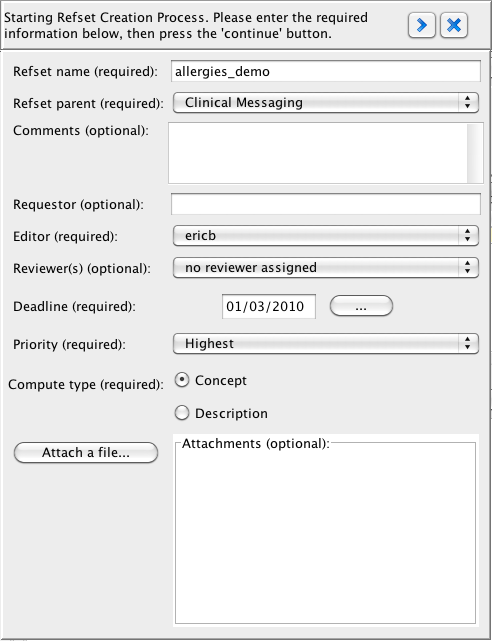 Starting Refset Creation Process. Please enter the required
information below, then press the 'continue' button.
Refset name (required): allergies_demo
Refset parent (required): Clinical Messaging
Comments (optional):
Requestor (optional):
Editor (required): ericb
Reviewer(s) (optional): no reviewer assigned
Deadline (required): 01/03/2010 ...
Priority (required): Highest
Compute type (required): Concept
Description
Attach a file... Attachments (optional):